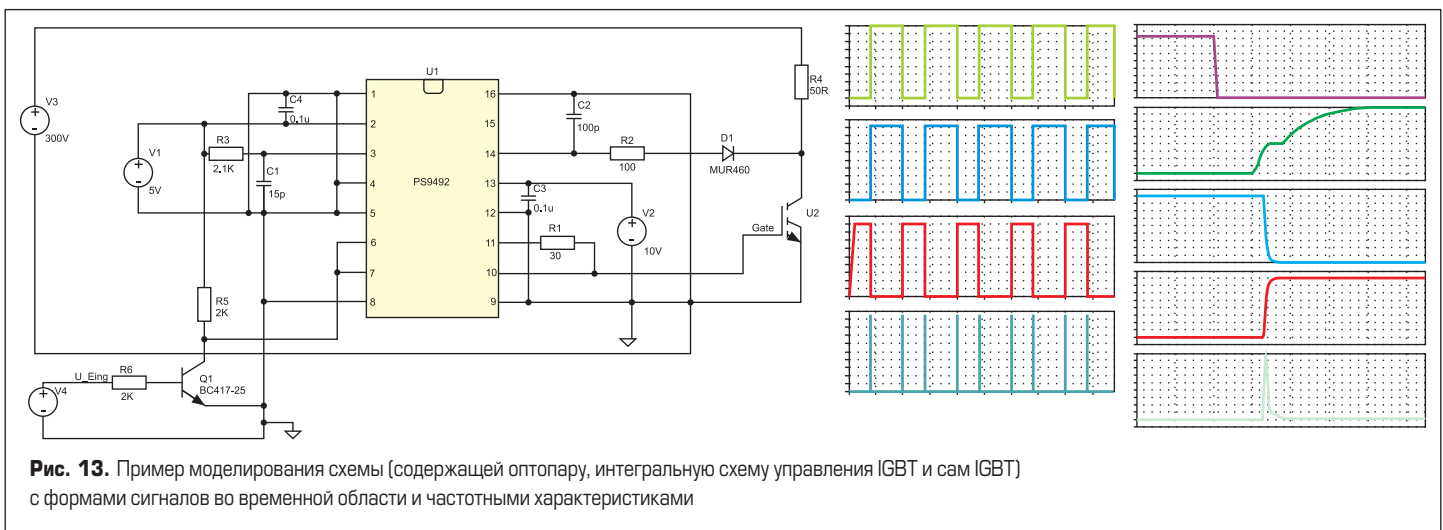 V3
300V
V1
5V
C4
0.1u
R3
2.1K
C1
15p
U1
PS9492
1
2
3
4
5
6
7
8
16
15
14
13
12
11
10
9
C2
100p
R2
100
D1
MUR460
R4
50R
C3
0.1u
V2
10V
R1
30
Gate
U2
R5
2K
U_Eing
R6
2K
V4
Q1
BC417-25
Рис. 13. Пример моделирования схемы (содержащей оптопару, интегральную схему управления IGBT и сам IGBT)
с формами сигналов во временной области и частотными характеристиками